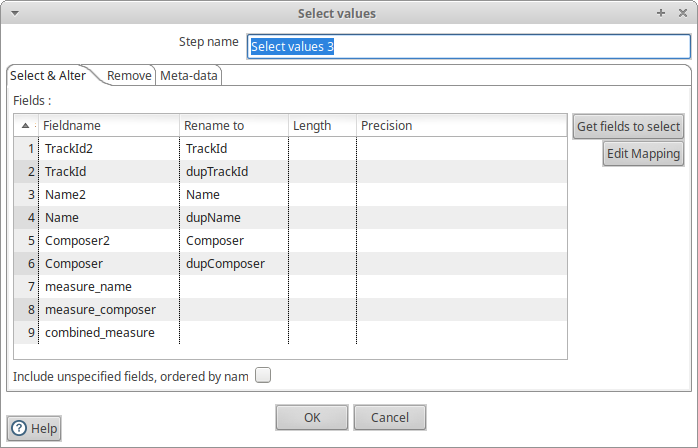 Select values
Step name Select values 3
Select & Alter Remove Meta-data
Fields :
Fieldname Rename to Length Precision
1 TrackId2 TrackId
2 TrackId dupTrackId
3 Name2 Name
4 Name dupName
5 Composer2 Composer
6 Composer dupComposer
7 measure_name
8 measure_composer
9 combined_measure
Get fields to select
Edit Mapping
Include unspecified fields, ordered by nam
OK Cancel
Help